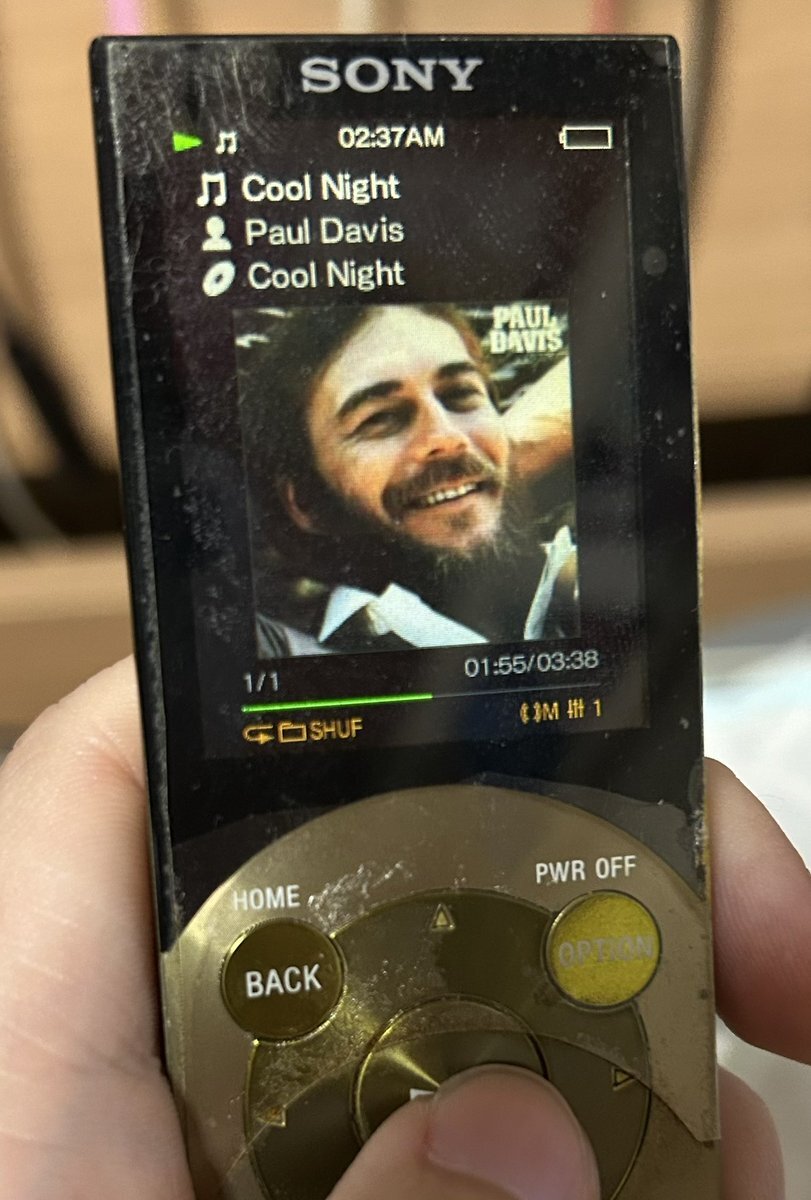 SONY
02:37AM
Cool Night
Paul Davis
Cool Night
PAUL
DAVIS
1/1 01:55/03:38
SHUF M 1
HOME PWR OFF
BACK OPTION